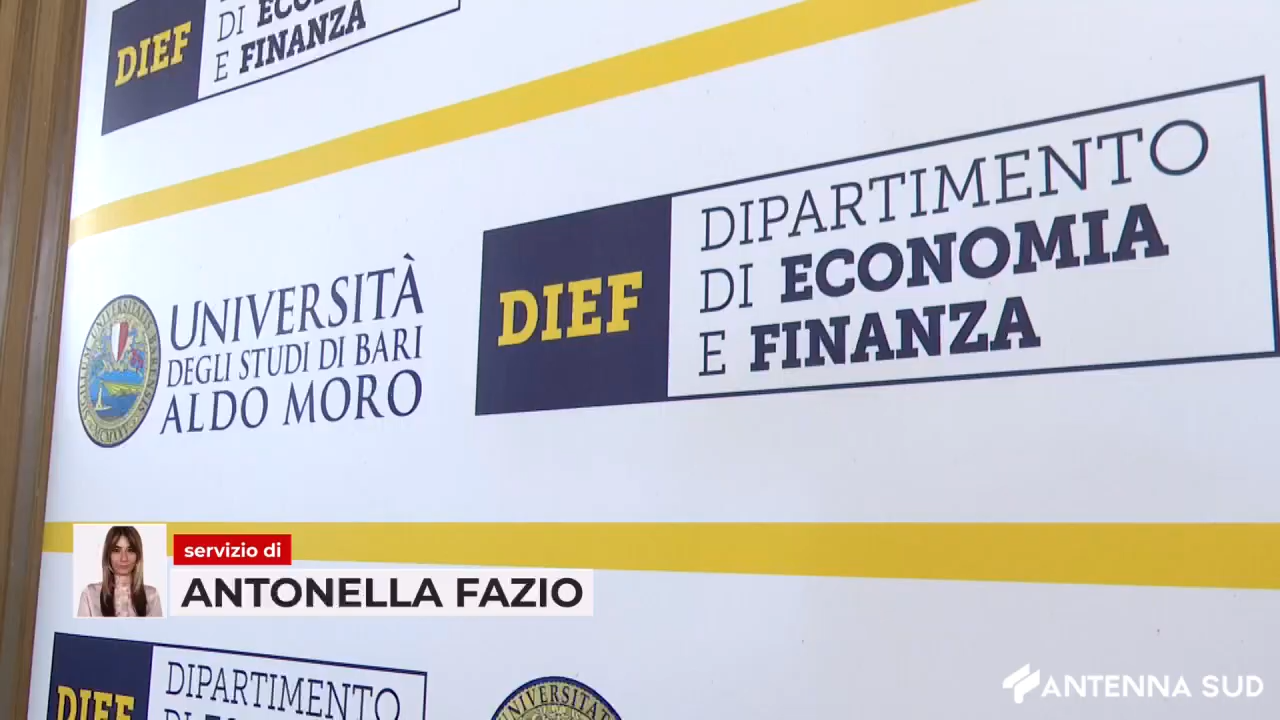 DIEF
DI ECONOMIA
E FINANZA
DIPARTIMENTO
DI ECONOMIA
E FINANZA
DIEF
UNIVERSITÀ
DEGLI STUDI DI BARI
ALDO MORO
servizio di
ANTONELLA FAZIO
DIPARTIMENTO
DIEF
ANTENNA SUD